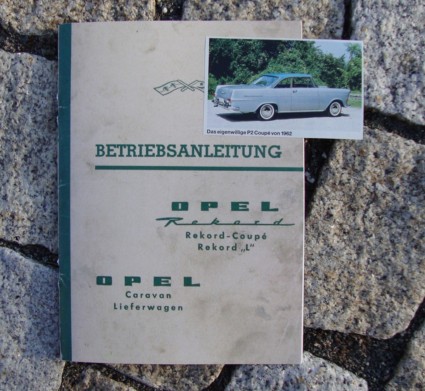 Das eigenwillige P2 Coupé von 1962
BETRIEBSANLEITUNG
OPEL
Rekord
Rekord-Coupé
Rekord „L"
OPEL
Caravan
Lieferwagen